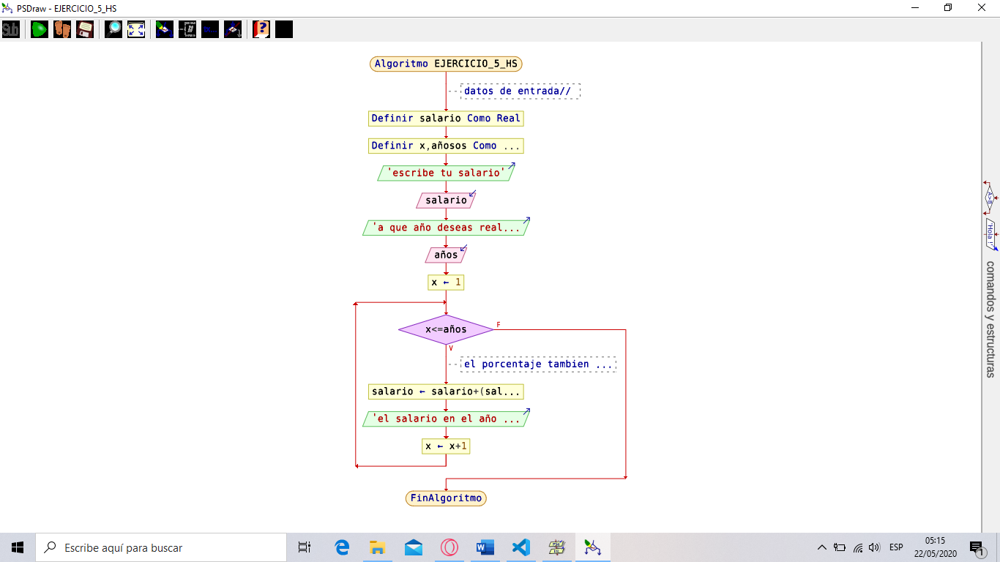 PSDraw - EJERCICIO_5_HS
Sub
Algoritmo EJERCICIO_5_HS
datos de entrada//
Definir salario Como Real
Definir x,añosos Como ...
'escribe tu salario'
salario
'a que año deseas real...
años
x ← 1
x<=años
F
V
el porcentaje tambien ...
salario ← salario+(sal...
'el salario en el año ...
x ← x+1
FinAlgoritmo
A>B
'Hola !'
comandos y estructuras
Escribe aquí para buscar
ESP
05:15
22/05/2020
1